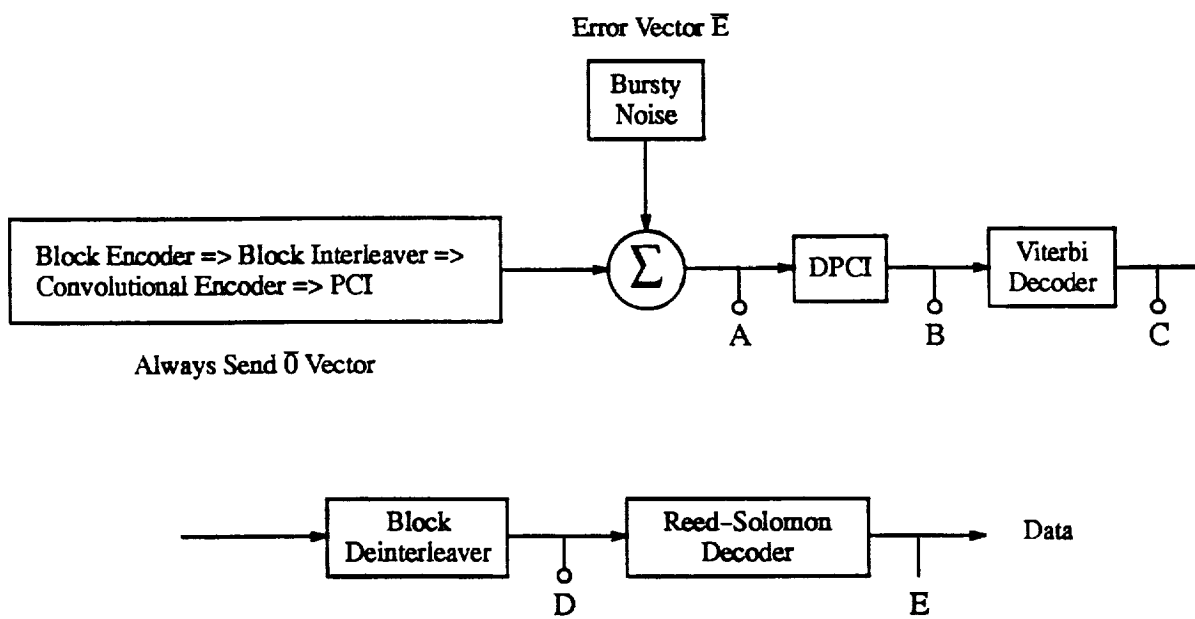 Error Vector E̅
Bursty
Noise
Block Encoder => Block Interleaver =>
Convolutional Encoder => PCI
Σ
DPCI
Viterbi
Decoder
A
B
C
Always Send 0̅ Vector
Block
Deinterleaver
Reed-Solomon
Decoder
Data
D
E